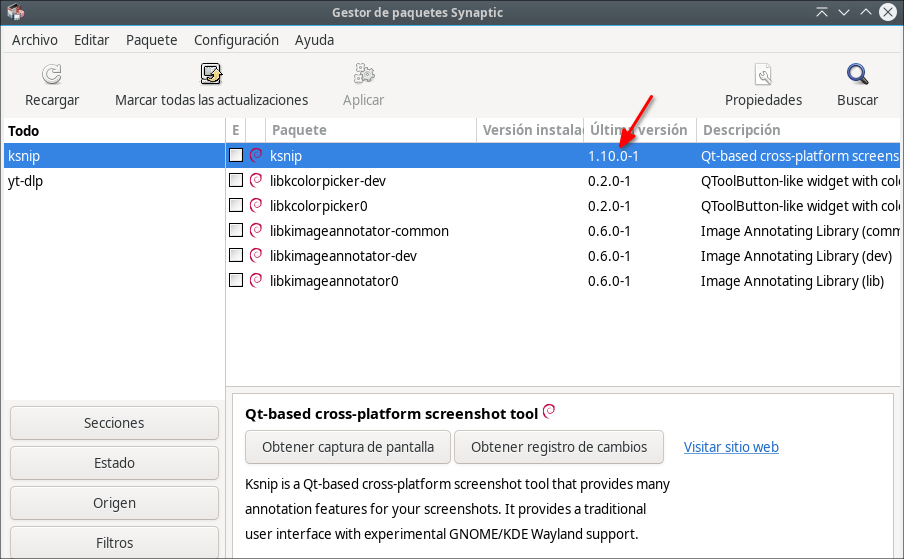 Gestor de paquetes Synaptic
Archivo Editar Paquete Configuración Ayuda
Recargar Marcar todas las actualizaciones Aplicar Propiedades Buscar
Todo
ksnip
yt-dlp
E Paquete Versión instala Últi versión Descripción
ksnip 1.10.0-1 Qt-based cross-platform screens
libkcolorpicker-dev 0.2.0-1 QToolButton-like widget with col
libkcolorpicker0 0.2.0-1 QToolButton-like widget with col
libkimageannotator-common 0.6.0-1 Image Annotating Library (comm
libkimageannotator-dev 0.6.0-1 Image Annotating Library (dev)
libkimageannotator0 0.6.0-1 Image Annotating Library (lib)
Secciones
Estado
Origen
Filtros
Qt-based cross-platform screenshot tool
Obtener captura de pantalla Obtener registro de cambios Visitar sitio web
Ksnip is a Qt-based cross-platform screenshot tool that provides many
annotation features for your screenshots. It provides a traditional
user interface with experimental GNOME/KDE Wayland support.